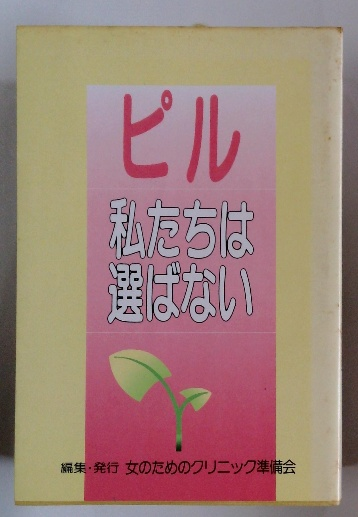 ピル
私たちは
選ばない
編集・発行 女のためのクリニック準備会